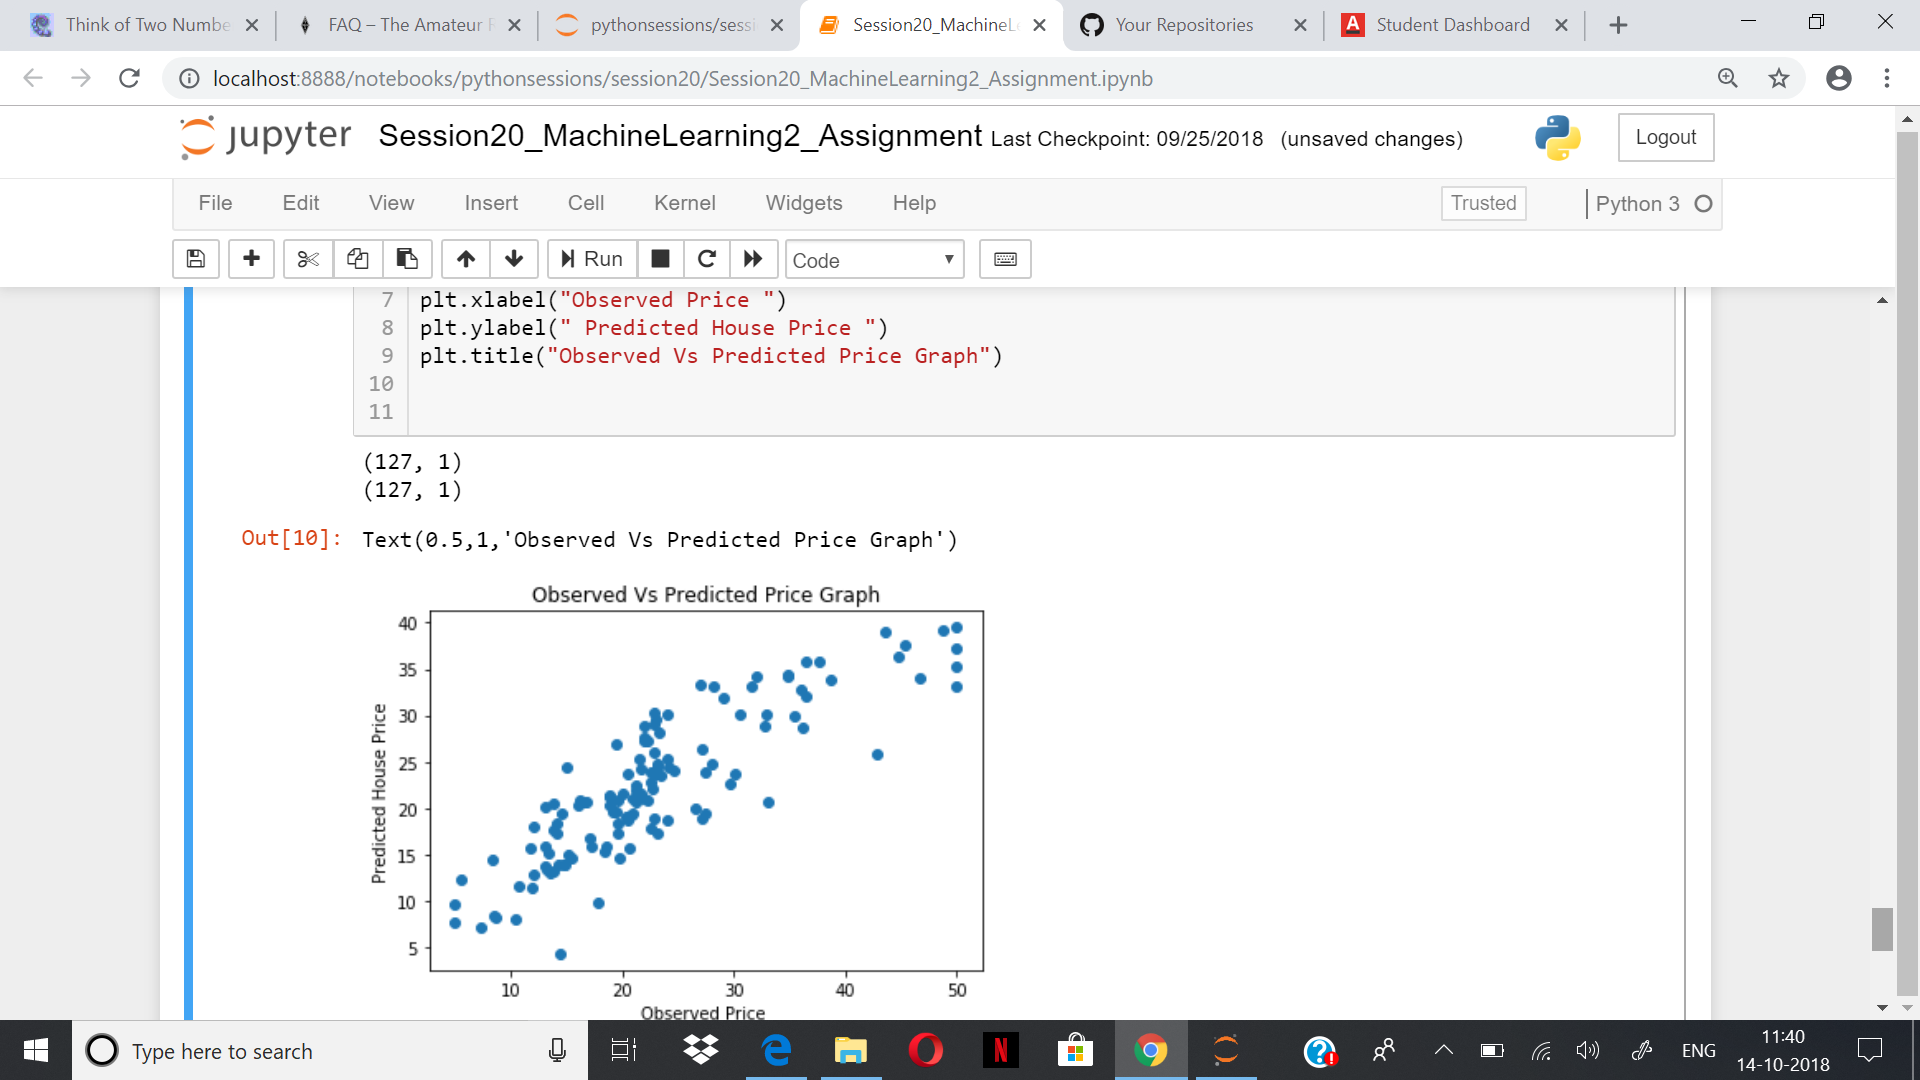 Think of Two Numbe
FAQ – The Amateur R
pythonsessions/sessi
Session20_MachineL
Your Repositories
Student Dashboard
localhost:8888/notebooks/pythonsessions/session20/Session20_MachineLearning2_Assignment.ipynb
jupyter Session20_MachineLearning2_Assignment Last Checkpoint: 09/25/2018 (unsaved changes)
Logout
File Edit View Insert Cell Kernel Widgets Help
Trusted
Python 3
Run
Code
7 plt.xlabel("Observed Price ")
8 plt.ylabel(" Predicted House Price ")
9 plt.title("Observed Vs Predicted Price Graph")
10
11
(127, 1)
(127, 1)
Out[10]: Text(0.5,1,'Observed Vs Predicted Price Graph')
Observed Vs Predicted Price Graph
Predicted House Price
40
35
30
25
20
15
10
5
10 20 30 40 50
Observed Price
Type here to search
ENG
11:40
14-10-2018